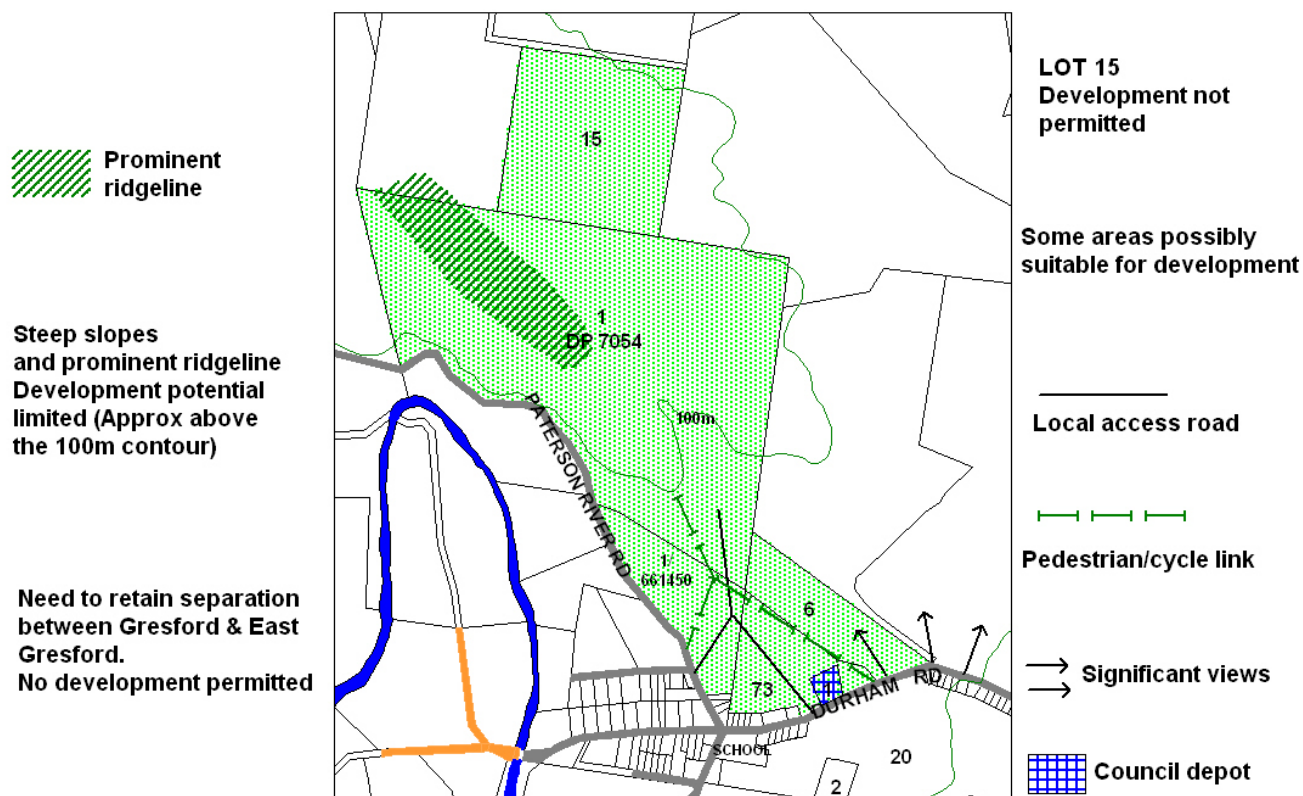 Prominent
ridgeline
Steep slopes
and prominent ridgeline
Development potential
limited (Approx above
the 100m contour)
Need to retain separation
between Gresford & East
Gresford.
No development permitted
15
1
DP 7054
100m
PATERSON RIVER RD
1
661450
6
73
1
DURHAM RD
SCHOOL
20
2
LOT 15
Development not
permitted
Some areas possibly
suitable for development
Local access road
Pedestrian/cycle link
Significant views
Council depot